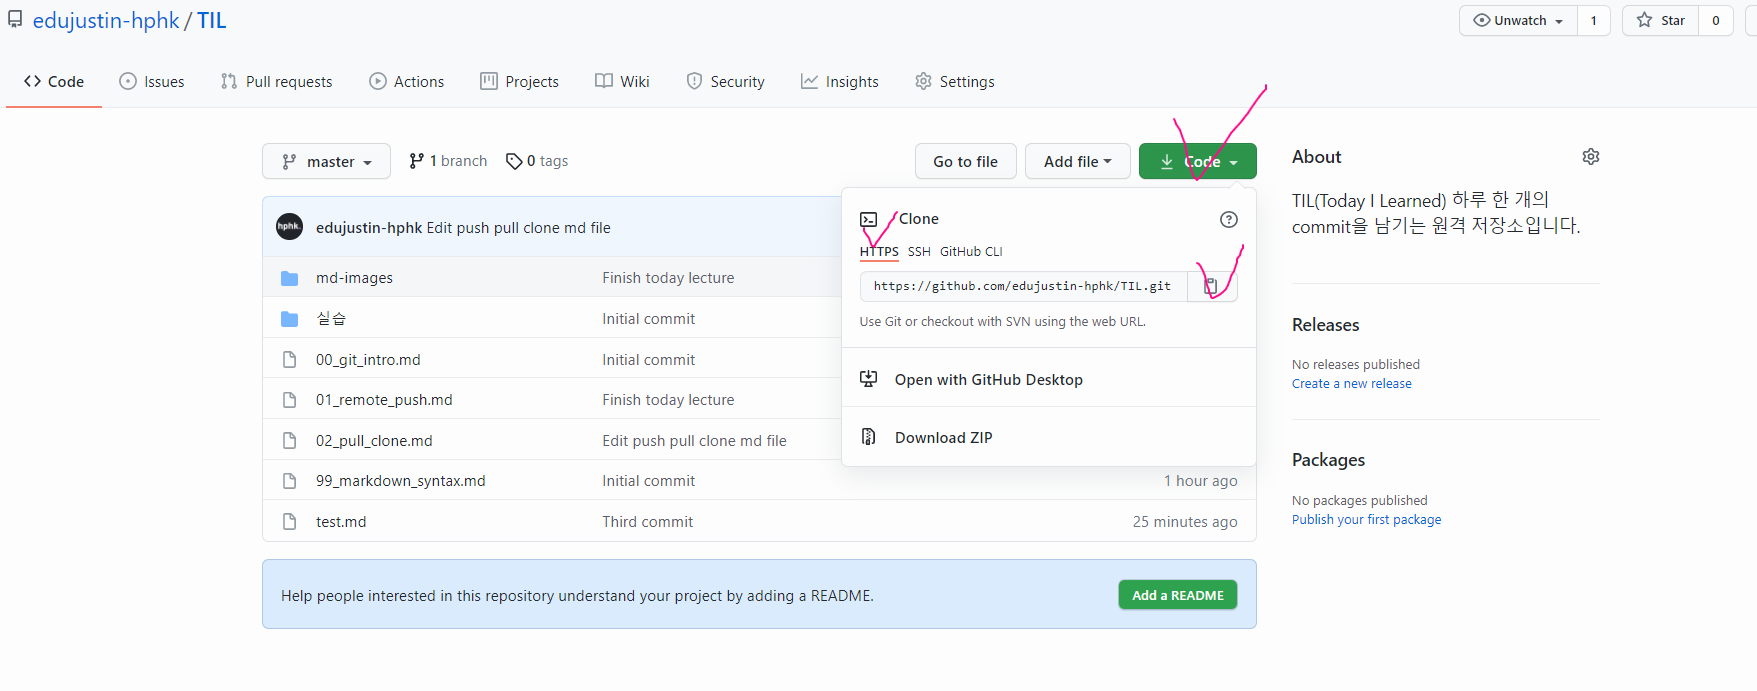 edujustin-hphk / TIL
Unwatch 1 Star 0
Code Issues Pull requests Actions Projects Wiki Security Insights Settings
master 1 branch 0 tags Go to file Add file Code
About
TIL(Today I Learned) 하루 한 개의
commit을 남기는 원격 저장소입니다.
hphk. edujustin-hphk Edit push pull clone md file
md-images Finish today lecture
실습 Initial commit
00_git_intro.md Initial commit
01_remote_push.md Finish today lecture
02_pull_clone.md Edit push pull clone md file
99_markdown_syntax.md Initial commit 1 hour ago
test.md Third commit 25 minutes ago
Clone
HTTPS SSH GitHub CLI
https://github.com/edujustin-hphk/TIL.git
Use Git or checkout with SVN using the web URL.
Open with GitHub Desktop
Download ZIP
Releases
No releases published
Create a new release
Packages
No packages published
Publish your first package
Help people interested in this repository understand your project by adding a README.
Add a README